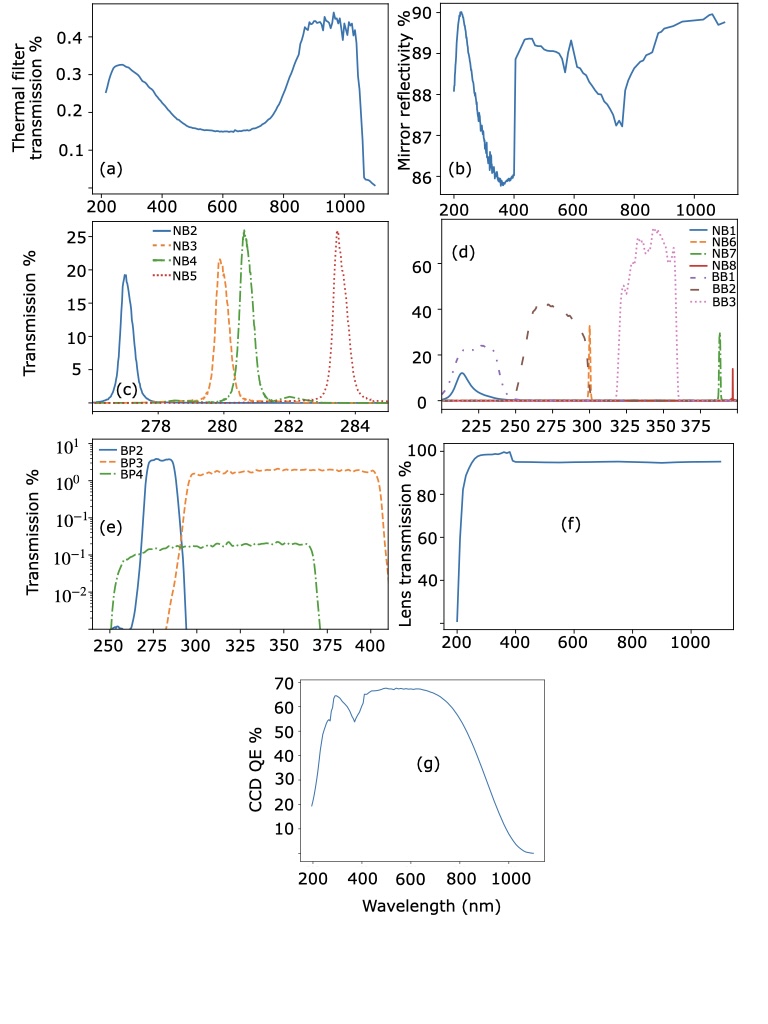 Thermal filter
transmission %
0.4
0.3
0.2
0.1
(a)
200 400 600 800 1000
Mirror reflectivity %
90
89
88
87
86
(b)
200 400 600 800 1000
Transmission %
25
20
15
10
5
NB2
NB3
NB4
NB5
(c)
278 280 282 284
60
40
20
0
(d)
NB1
NB6
NB7
NB8
BB1
BB2
BB3
225 250 275 300 325 350 375
Transmission %
10¹
10⁰
10⁻¹
10⁻¹
10⁻²
BP2
BP3
BP4
(e)
250 275 300 325 350 375 400
Lens transmission %
100
80
60
40
(f)
200 400 600 800 1000
CCD QE %
70
60
50
40
30
20
10
(g)
200 400 600 800 1000
Wavelength (nm)